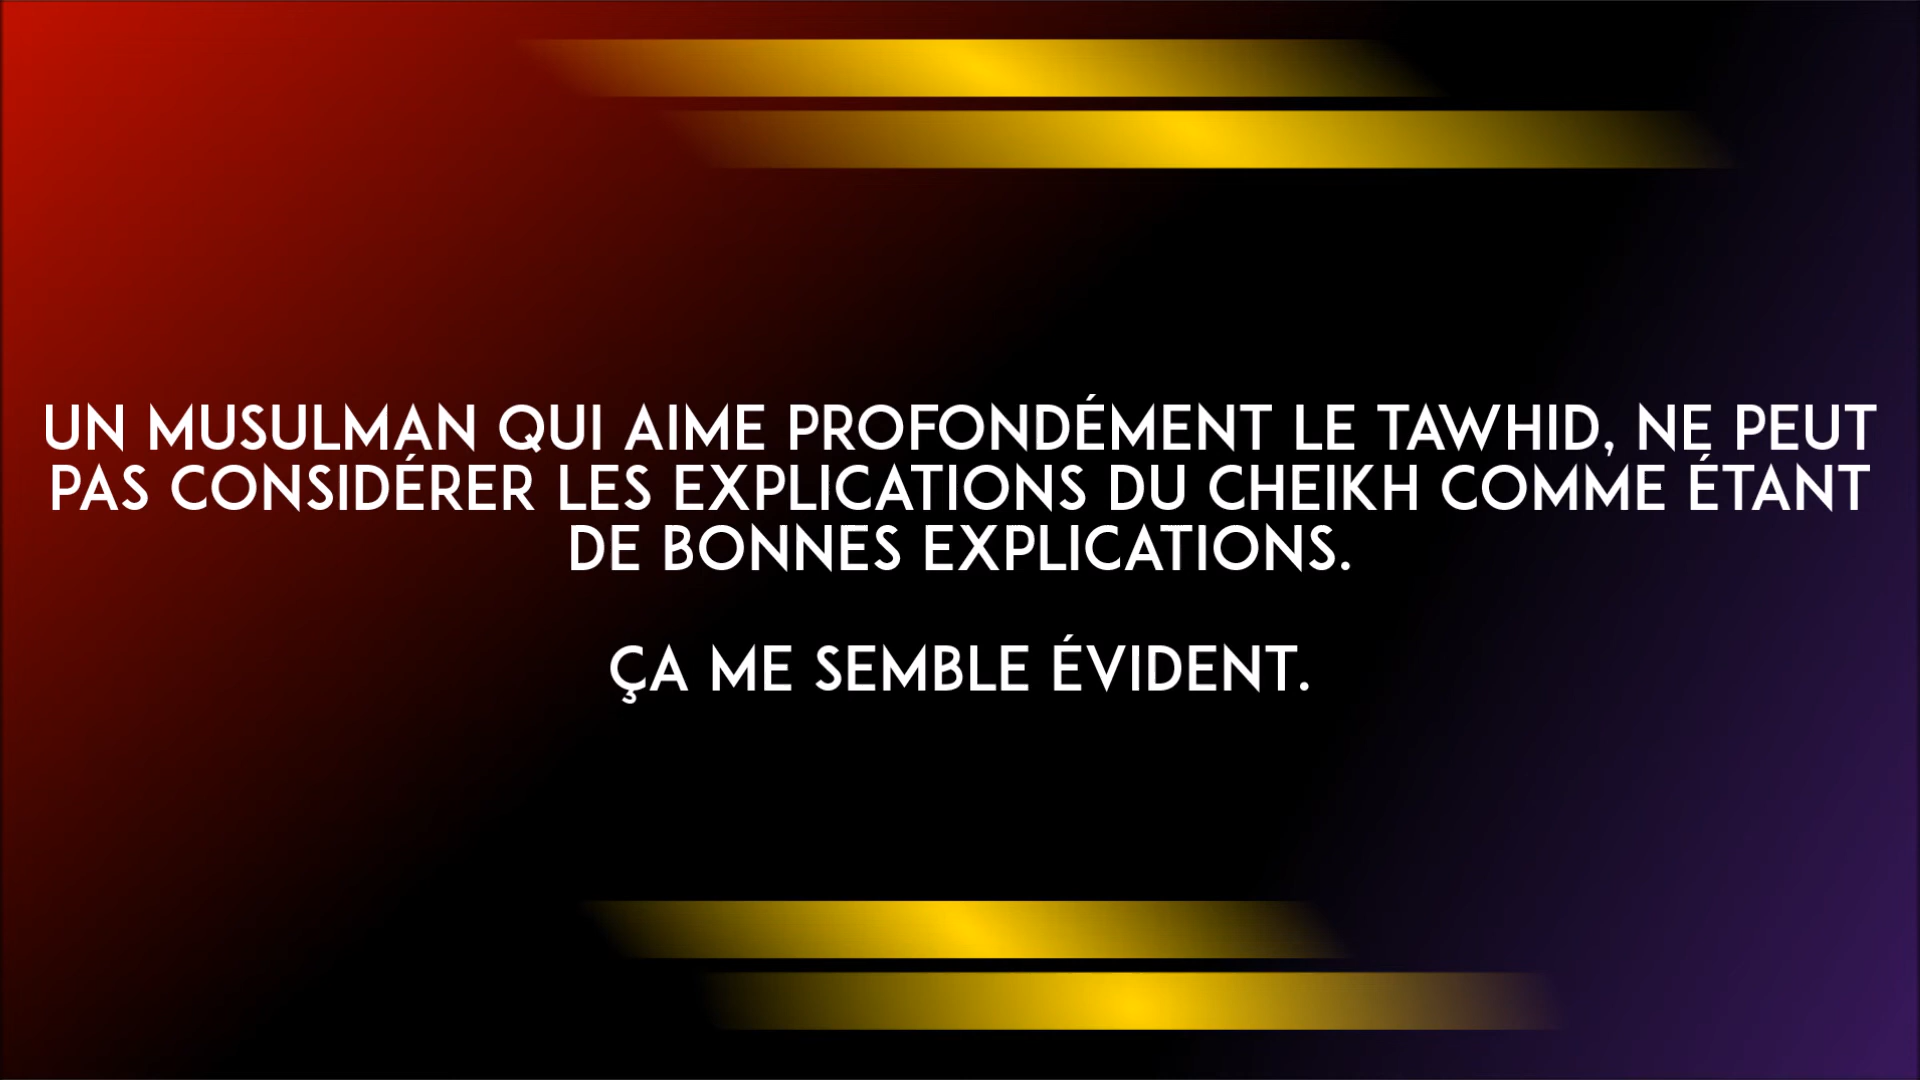 UN MUSULMAN QUI AIME PROFONDÉMENT LE TAWHID, NE PEUT
PAS CONSIDÉRER LES EXPLICATIONS DU CHEIKH COMME ÉTANT
DE BONNES EXPLICATIONS.
ÇA ME SEMBLE ÉVIDENT.